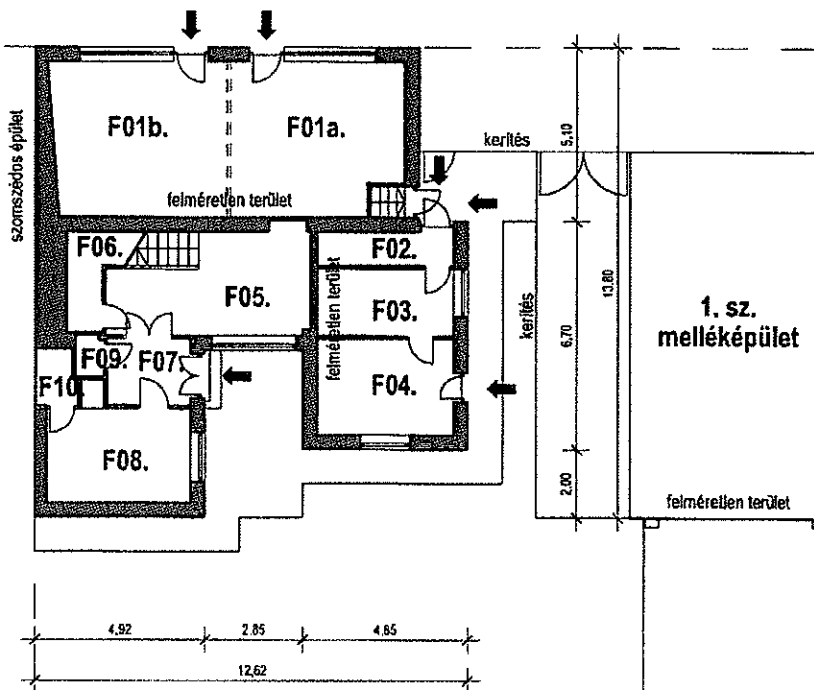 F01b.
F01a.
kerítés
5,10
szomszédos épület
felméretlen terület
F06.
F02.
F05.
felméretlen terület
F03.
kerítés
6,70
13,80
1. sz.
melléképület
F09.
F07.
F10.
F04.
F08.
2,00
felméretlen terület
4,92
2,85
4,85
12,62